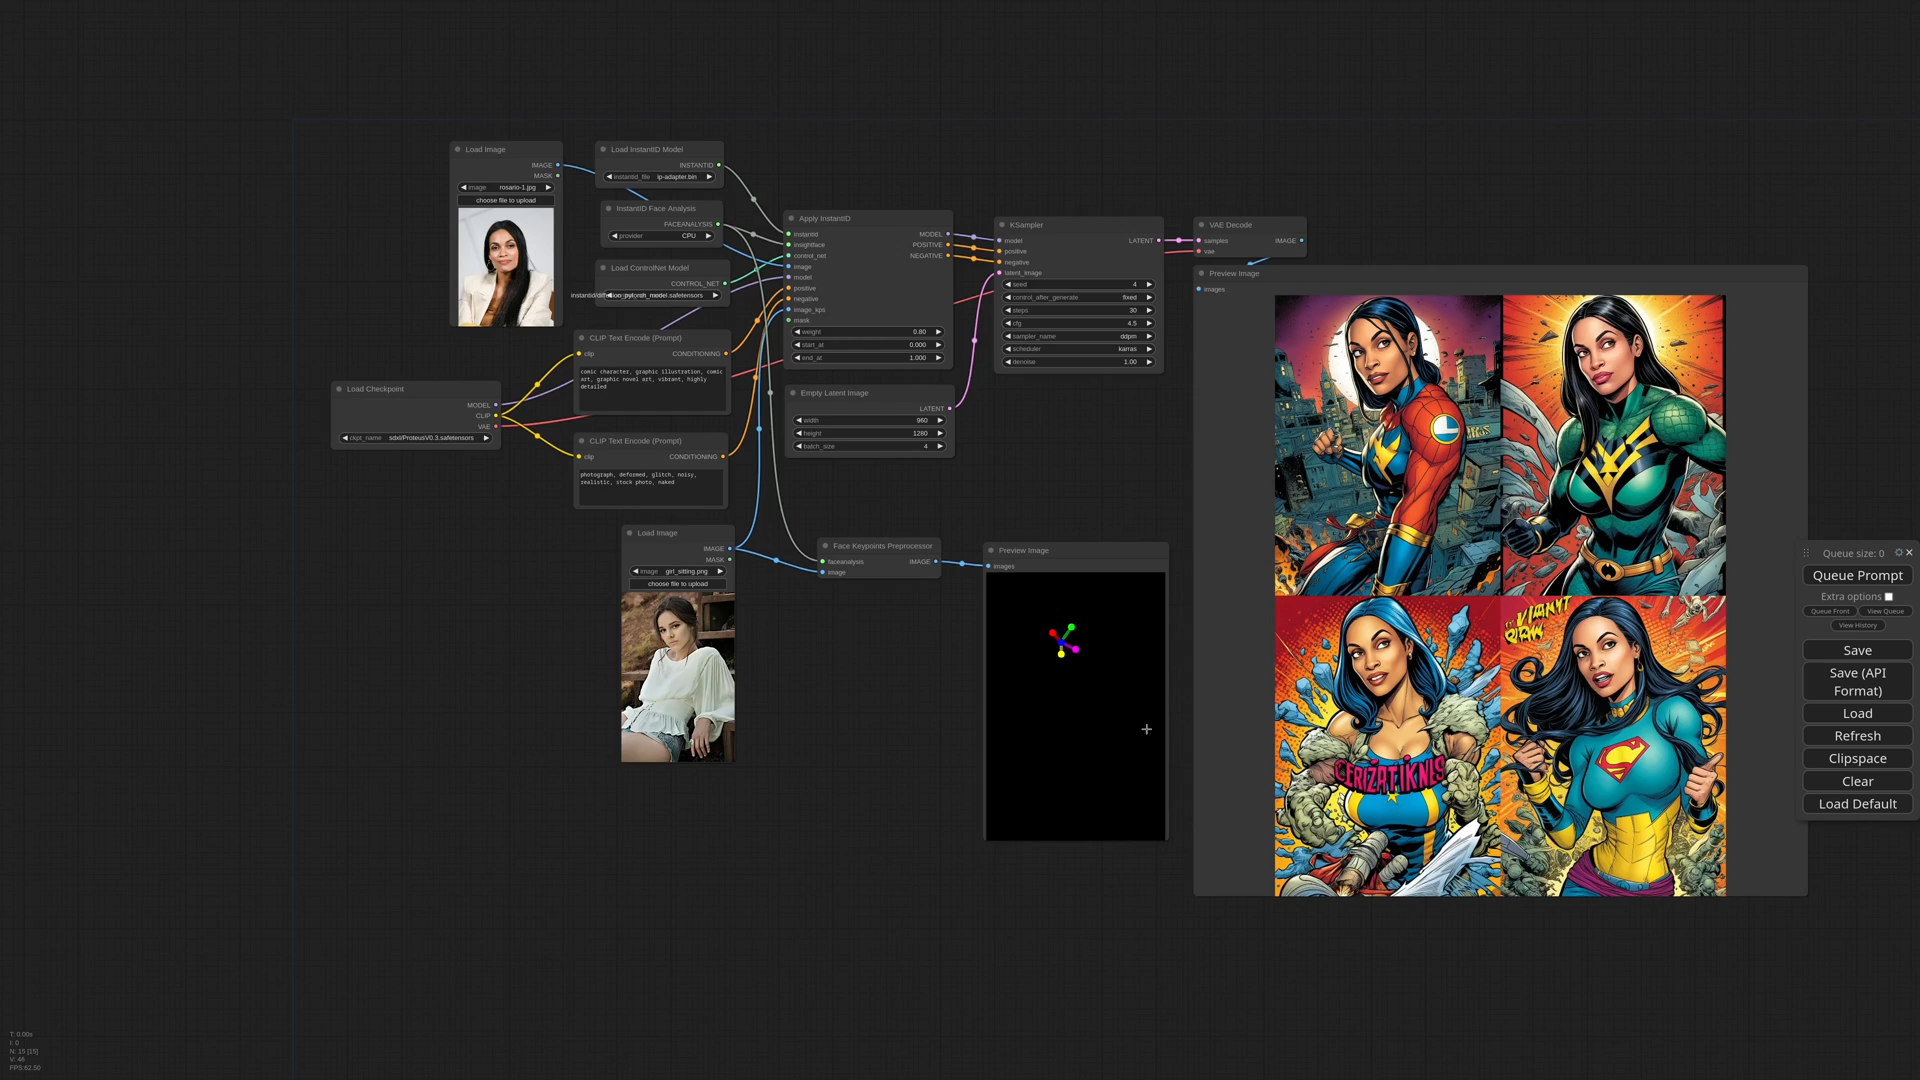 Load Image
IMAGE
MASK
image rosario-1.jpg
choose file to upload
Load InstantID Model
INSTANTID
instantid_file ip-adapter.bin
InstantID Face Analysis
FACEANALYSIS
provider CPU
Load ControlNet Model
CONTROL_NET
Load Checkpoint
MODEL
CLIP
VAE
ckpt_name sdxl/ProteusV0.3.safetensors
CLIP Text Encode (Prompt)
clip CONDITIONING
comic character, graphic illustration, comic
art, graphic novel art, vibrant, highly
detailed
CLIP Text Encode (Prompt)
clip CONDITIONING
photograph, deformed, glitch, noisy,
realistic, stock photo, naked
Load Image
IMAGE
MASK
image girl_sitting.png
choose file to upload
Apply InstantID
instantid MODEL
insightface POSITIVE
control_net NEGATIVE
image
model
positive
negative
image_kps
mask
weight 0.80
start_at 0.000
end_at 1.000
Empty Latent Image
LATENT
width 960
height 1280
batch_size 4
Face Keypoints Preprocessor
faceanalysis IMAGE
image
KSampler
model LATENT
positive
negative
latent_image
seed 4
control_after_generate fixed
steps 30
cfg 4.5
sampler_name ddpm
scheduler karras
denoise 1.00
Preview Image
images
VAE Decode
samples IMAGE
vae
Preview Image
images
Queue size: 0
Queue Prompt
Extra options
Queue Front View Queue
View History
Save
Save (API
Format)
Load
Refresh
Clipspace
Clear
Load Default
T: 0.00s
I: 0
N: 15 [15]
V: 46
FPS:62.50